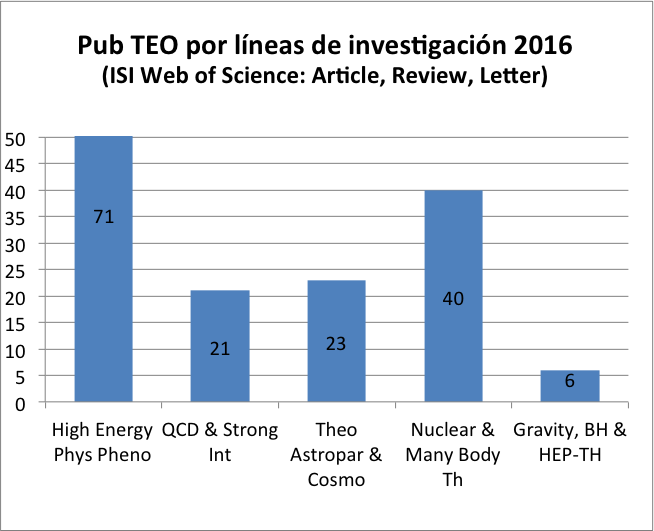 Pub TEO por líneas de investigación 2016
(ISI Web of Science: Article, Review, Letter)
50
45
40
35
30
25
20
15
10
5
0
71
21
23
40
6
High Energy Phys Pheno
QCD & Strong Int
Theo Astropar & Cosmo
Nuclear & Many Body Th
Gravity, BH & HEP-TH